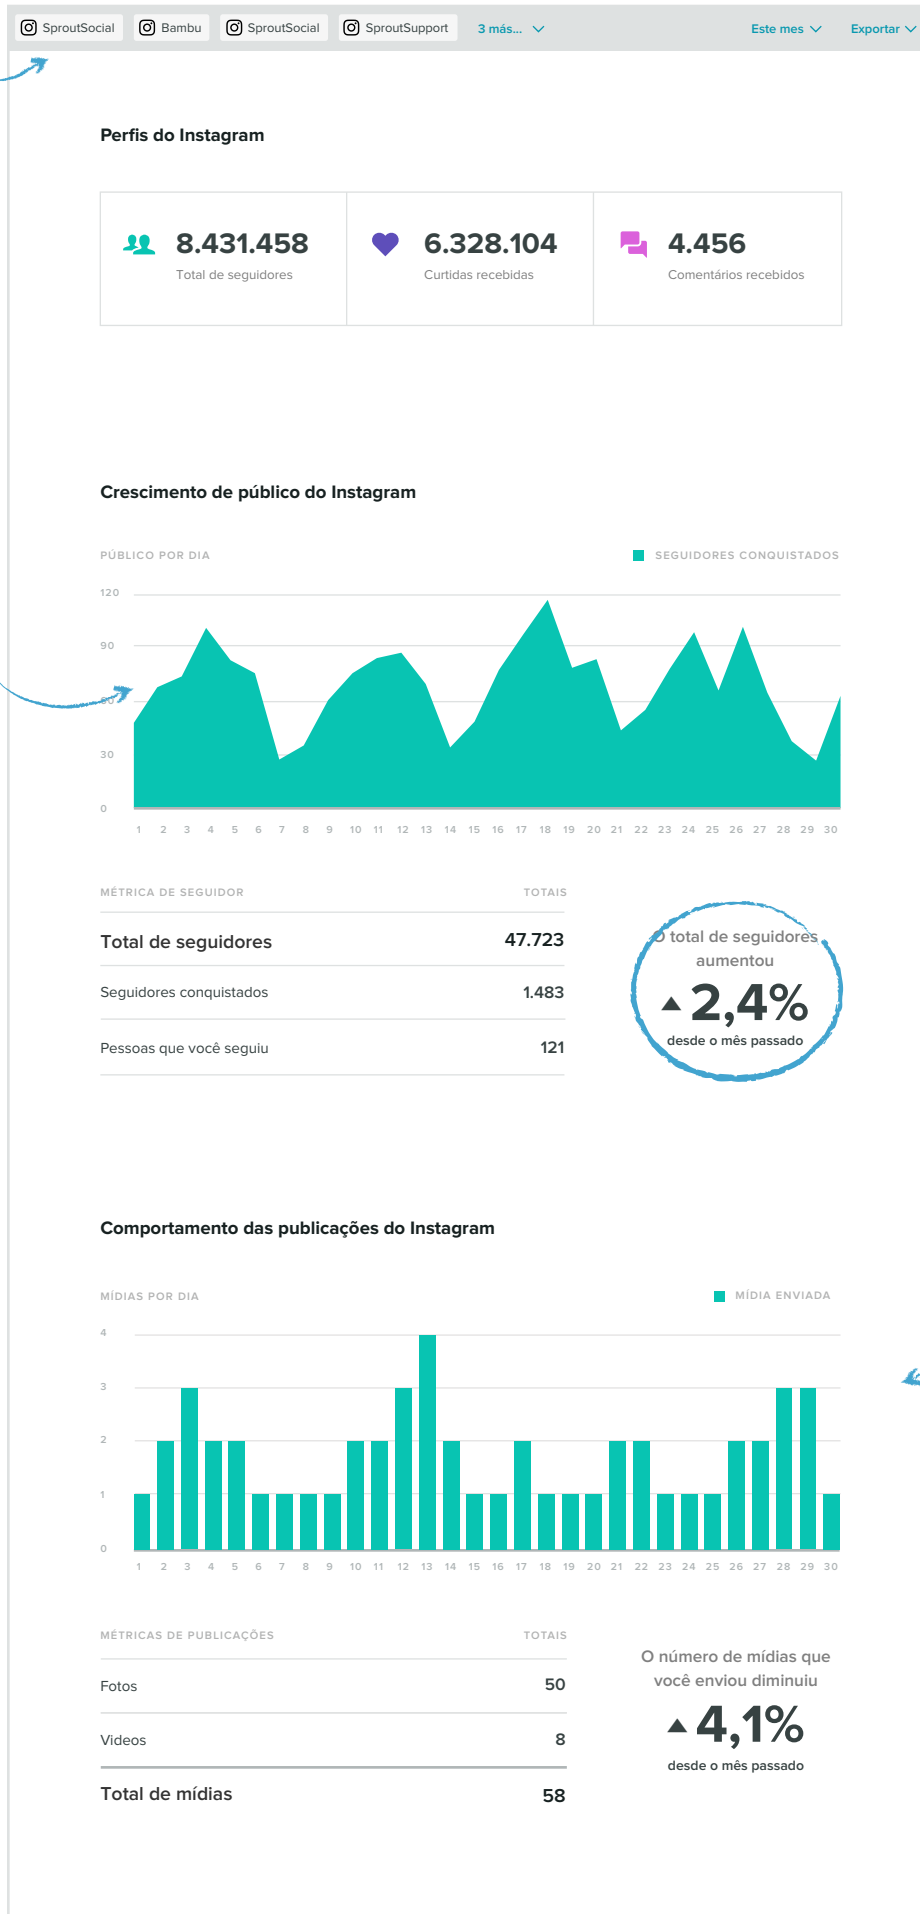 SproutSocial Bambu SproutSocial SproutSupport 3 más... Este mes Exportar
Perfis do Instagram
8.431.458 6.328.104 4.456
Total de seguidores Curtidas recebidas Comentários recebidos
Crescimento de público do Instagram
PÚBLICO POR DIA SEGUIDORES CONQUISTADOS
120
90
60
30
0
1 2 3 4 5 6 7 8 9 10 11 12 13 14 15 16 17 18 19 20 21 22 23 24 25 26 27 28 29 30
MÉTRICA DE SEGUIDOR TOTAIS
Total de seguidores 47.723
Seguidores conquistados 1.483
Pessoas que você seguiu 121
O total de seguidores
aumentou
2,4%
desde o mês passado
Comportamento das publicações do Instagram
MÍDIAS POR DIA MÍDIA ENVIADA
4
3
2
1
0
1 2 3 4 5 6 7 8 9 10 11 12 13 14 15 16 17 18 19 20 21 22 23 24 25 26 27 28 29 30
MÉTRICAS DE PUBLICAÇÕES TOTAIS
Fotos 50
Videos 8
Total de mídias 58
O número de mídias que
você enviou diminuiu
4,1%
desde o mês passado